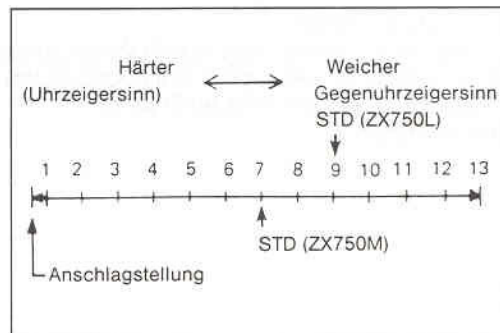 Härter Weicher
(Uhrzeigersinn) Gegenuhrzeigersinn
STD (ZX750L)
1 2 3 4 5 6 7 8 9 10 11 12 13
STD (ZX750M)
Anschlagstellung